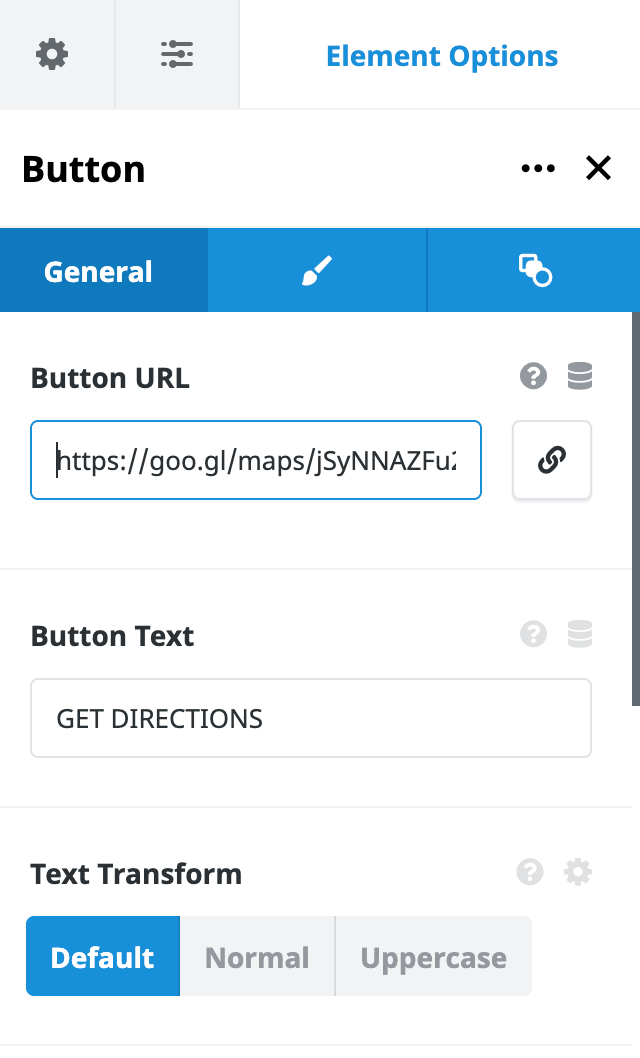 Element Options
Button
General
Button URL
https://goo.gl/maps/jSyNNAZFu
Button Text
GET DIRECTIONS
Text Transform
Default Normal Uppercase